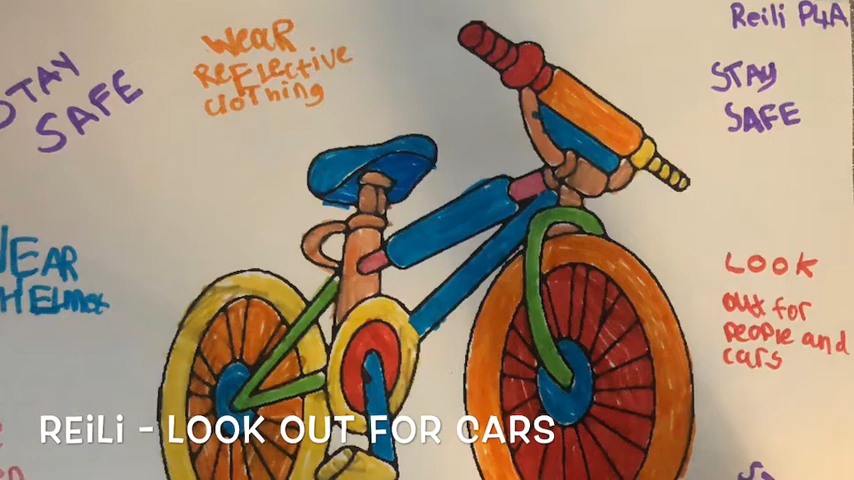 Reili P4A
STAY
SAFE
WEAR
REFLECTIVE
CLOTHING
STAY
SAFE
WEAR
HELmet
LOOK
out for
people and
cars
REiLi - LOOK OUT FOR CARS